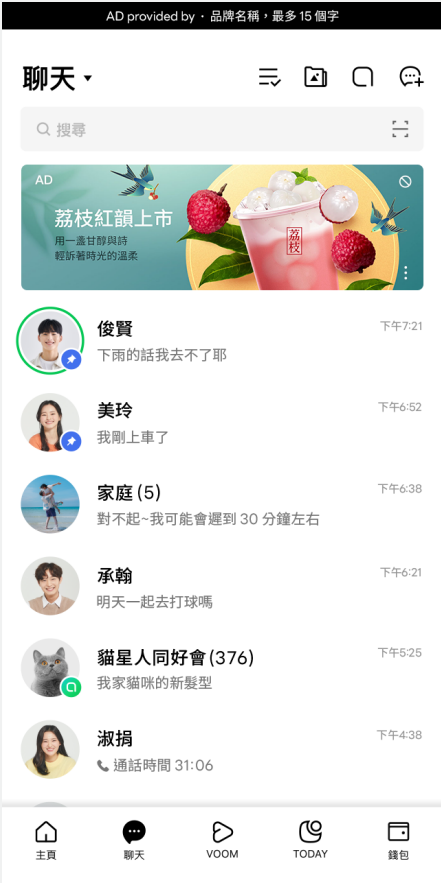 AD provided by・品牌名稱，最多 15 個字
聊天
搜尋
AD
荔枝紅韻上市
用一盞甘醇與詩
輕訴著時光的溫柔
荔枝
俊賢
下午7:21
下雨的話我去不了耶
美玲
下午6:52
我剛上車了
家庭 (5)
下午6:38
對不起~我可能會遲到 30 分鐘左右
承翰
下午6:21
明天一起去打球嗎
貓星人同好會(376)
下午5:25
我家貓咪的新髮型
淑捐
下午4:38
通話時間 31:06
主頁
聊天
VOOM
TODAY
錢包